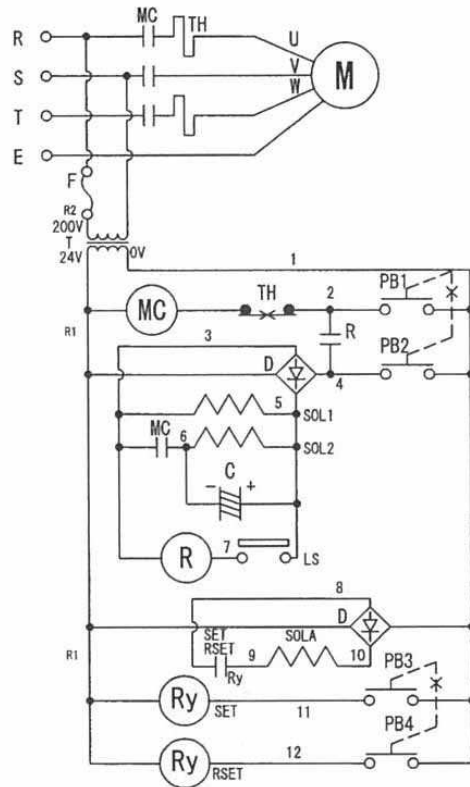 MC TH
R U
S V
W
M
T
E
F
R2
200V
T
24V 0V
1
PB1
MC TH 2
R1 R
3 PB2
D
4
5 SOL1
MC 6 SOL2
C
- +
R 7 LS
8
D
SET
RSET SOLA
R1 Ry 9 10 PB3
Ry SET 11
PB4
Ry RSET 12